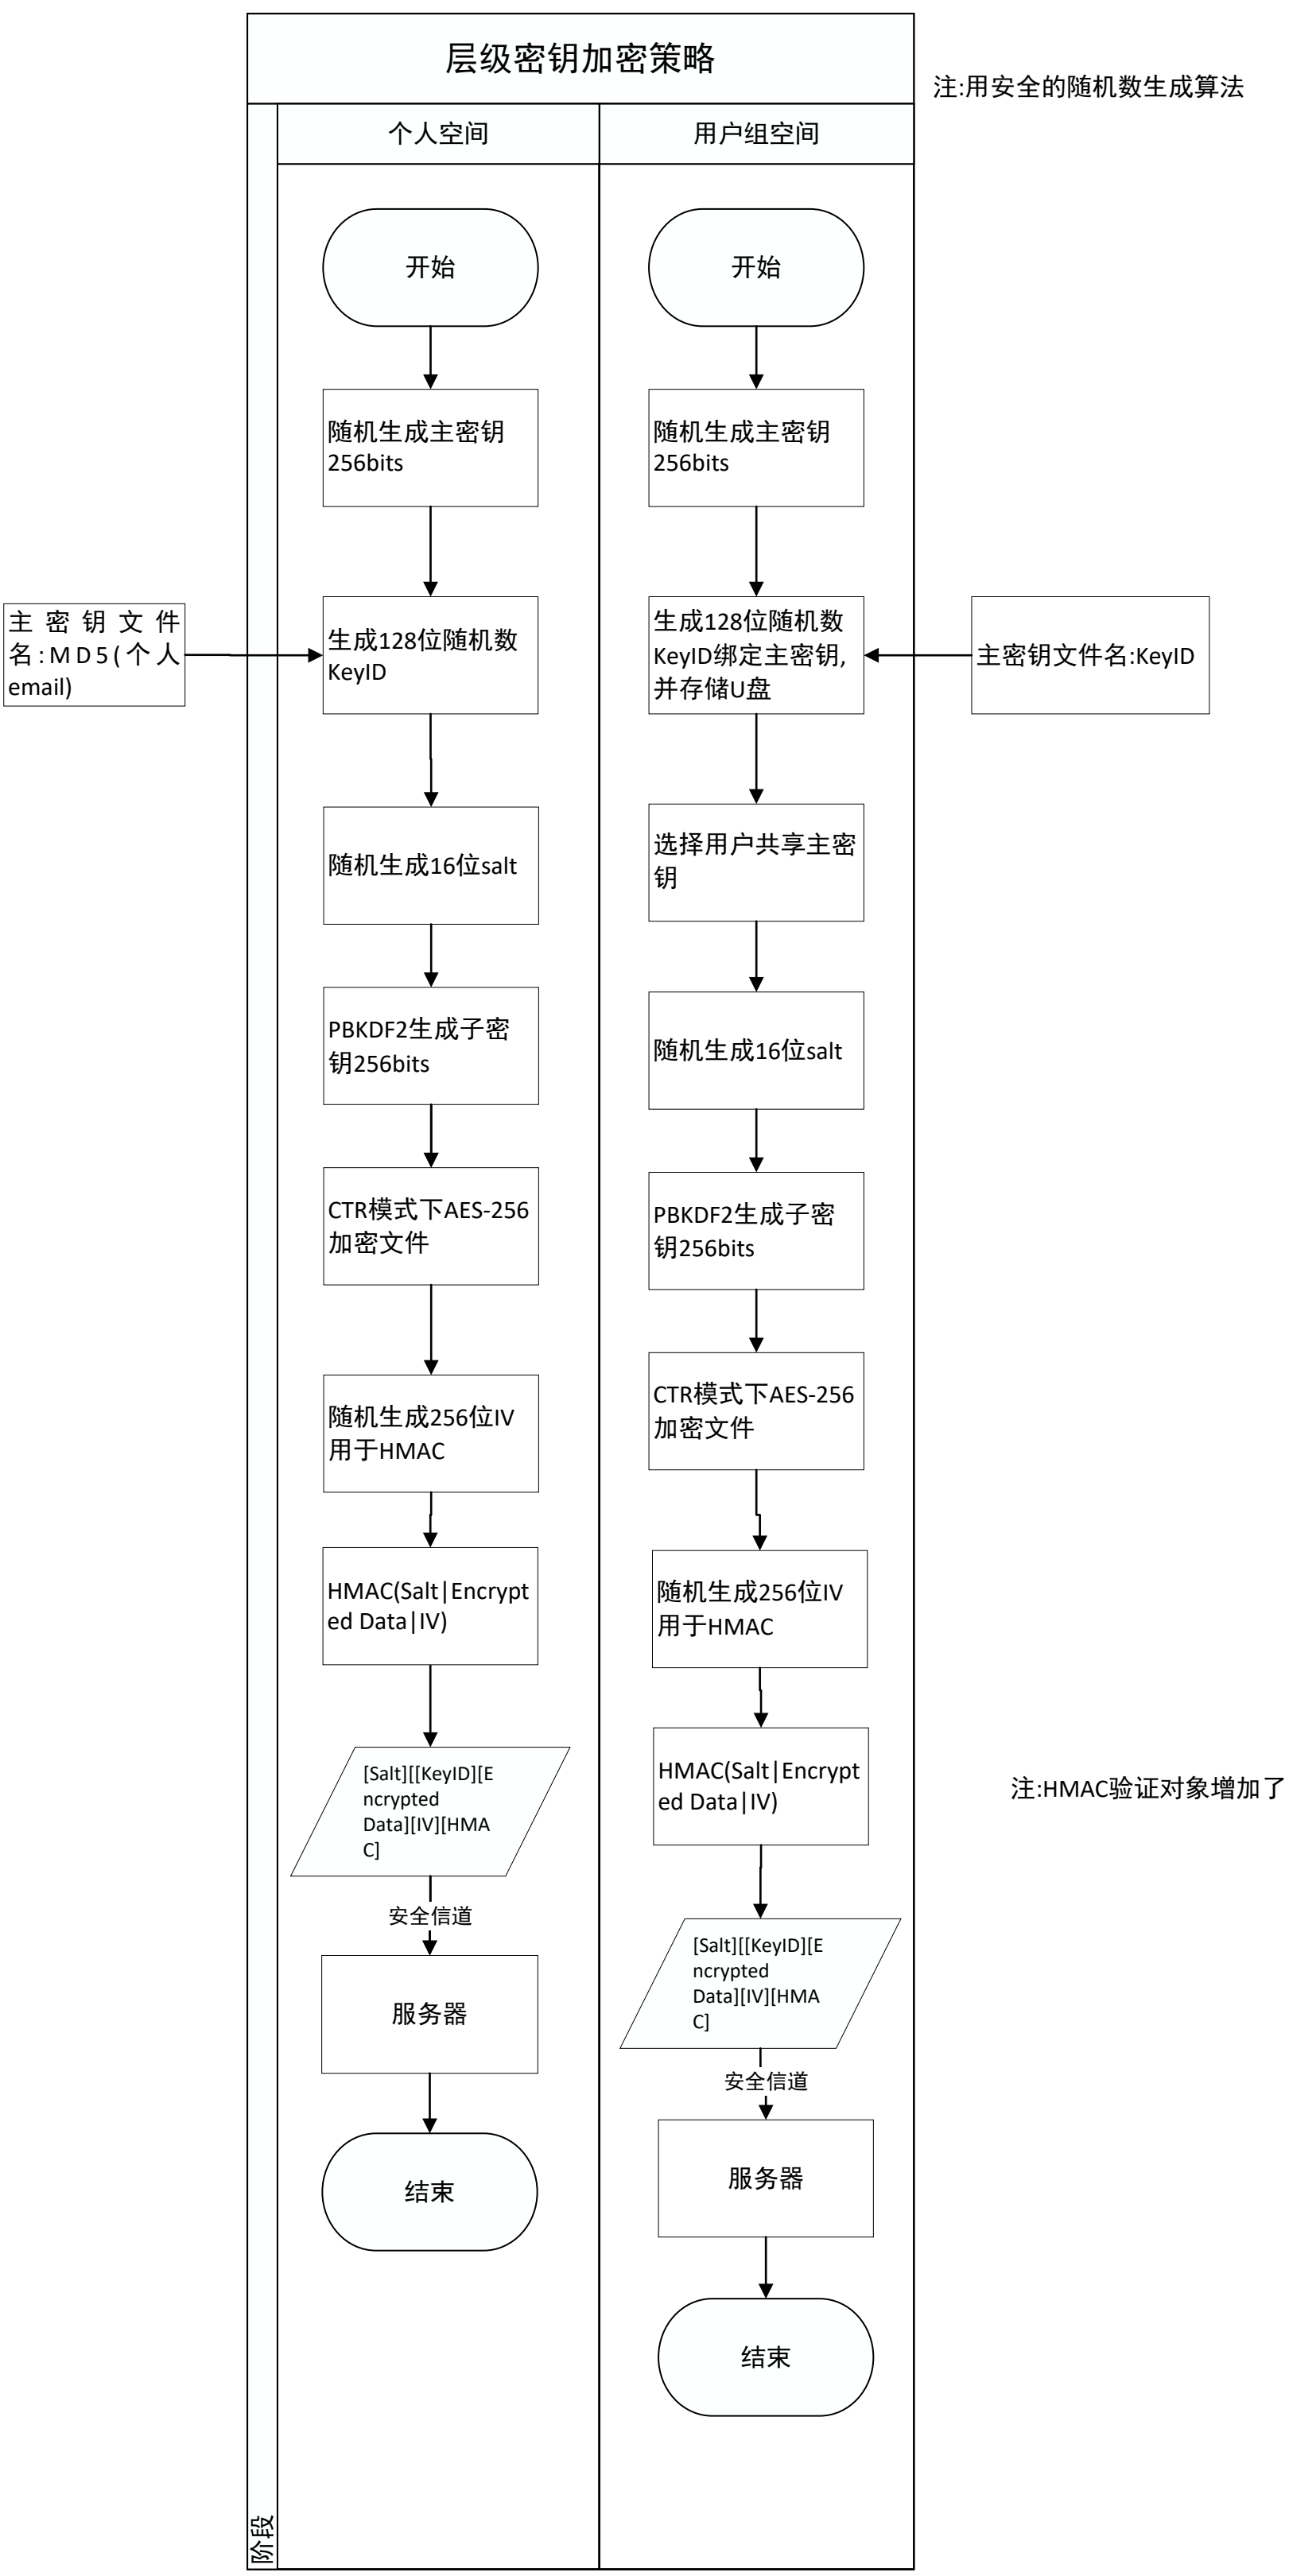 层级密钥加密策略
注:用安全的随机数生成算法
个人空间
用户组空间
开始
随机生成主密钥
256bits
主密钥文件
名:MD5(个人
email)
生成128位随机数
KeyID
随机生成16位salt
PBKDF2生成子密
钥256bits
CTR模式下AES-256
加密文件
随机生成256位IV
用于HMAC
HMAC(Salt|Encrypt
ed Data|IV)
[Salt][[KeyID][E
ncrypted
Data][IV][HMA
C]
安全信道
服务器
结束
开始
随机生成主密钥
256bits
生成128位随机数
KeyID绑定主密钥,
并存储U盘
主密钥文件名:KeyID
选择用户共享主密
钥
随机生成16位salt
PBKDF2生成子密
钥256bits
CTR模式下AES-256
加密文件
随机生成256位IV
用于HMAC
HMAC(Salt|Encrypt
ed Data|IV)
注:HMAC验证对象增加了
[Salt][[KeyID][E
ncrypted
Data][IV][HMA
C]
安全信道
服务器
结束
阶段